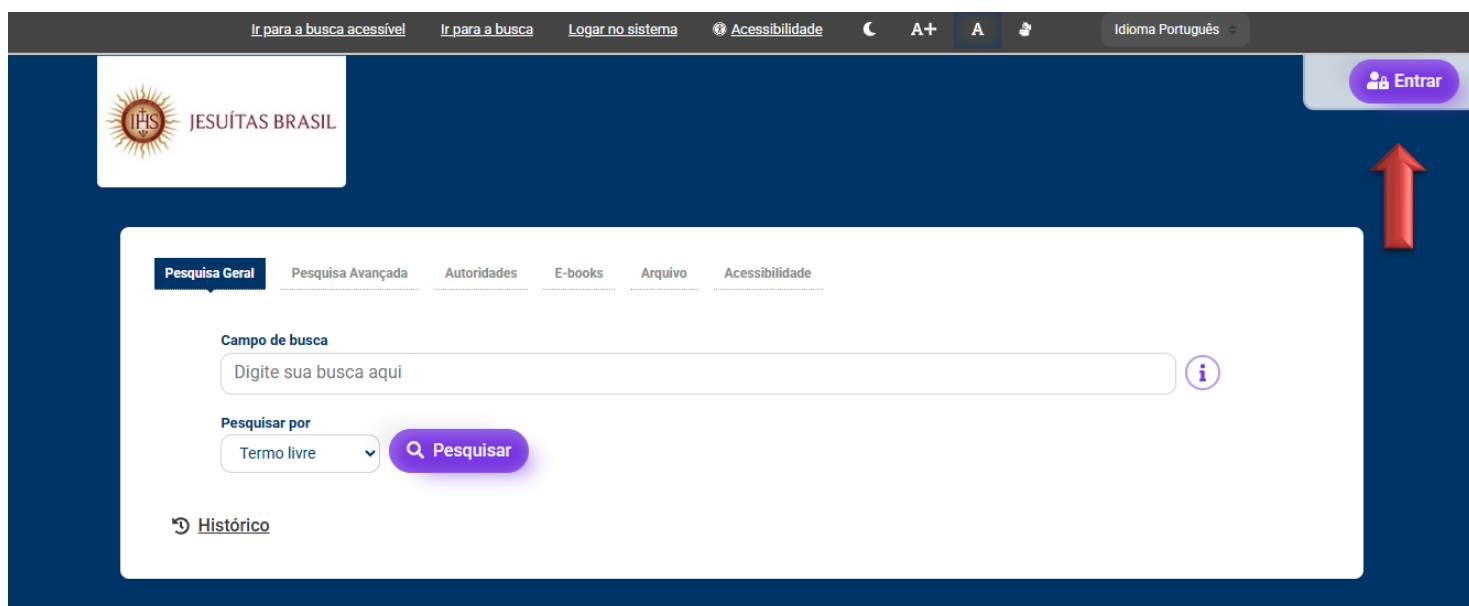 Ir para a busca acessível Ir para a busca Logar no sistema Acessibilidade A+ A Idioma Português
Entrar
IHS JESUÍTAS BRASIL
Pesquisa Geral Pesquisa Avançada Autoridades E-books Arquivo Acessibilidade
Campo de busca
Digite sua busca aqui
Pesquisar por
Termo livre Pesquisar
Histórico